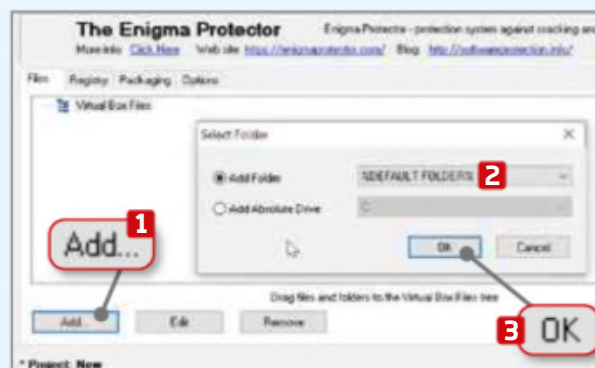 The Enigma Protector
Enigma Protector - protection system against cracking and
More info: Click Here Web site: https://enigmaprotector.com/ Blog: http://softwareprotection.info/
Files Registry Packaging Options
Virtual Box Files
Select Folder
Add Folder %DEFAULT FOLDER% 2
Add Absolute Drive C:
1
Add...
OK Cancel
Drag files and folders to the Virtual Box Files tree
Add... Edit Remove
3 OK
* Project: New